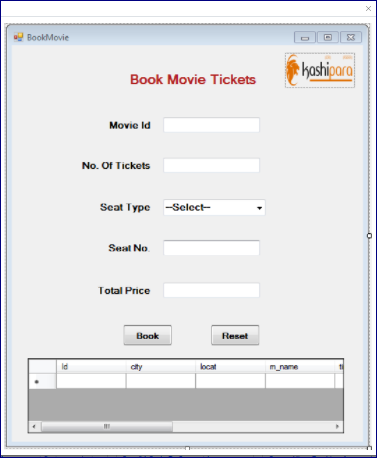 BookMovie
kashipara
Book Movie Tickets
Movie Id
No. Of Tickets
Seat Type --Select--
Seat No.
Total Price
Book Reset
Id city locat m_name ti